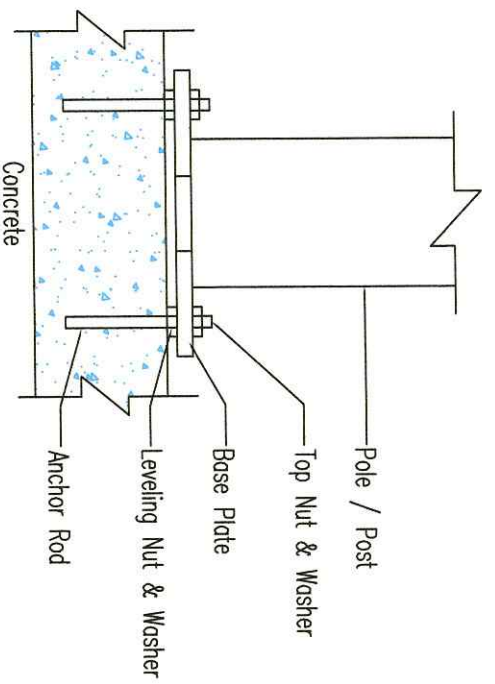 Pole / Post
Top Nut & Washer
Base Plate
Leveling Nut & Washer
Anchor Rod
Concrete